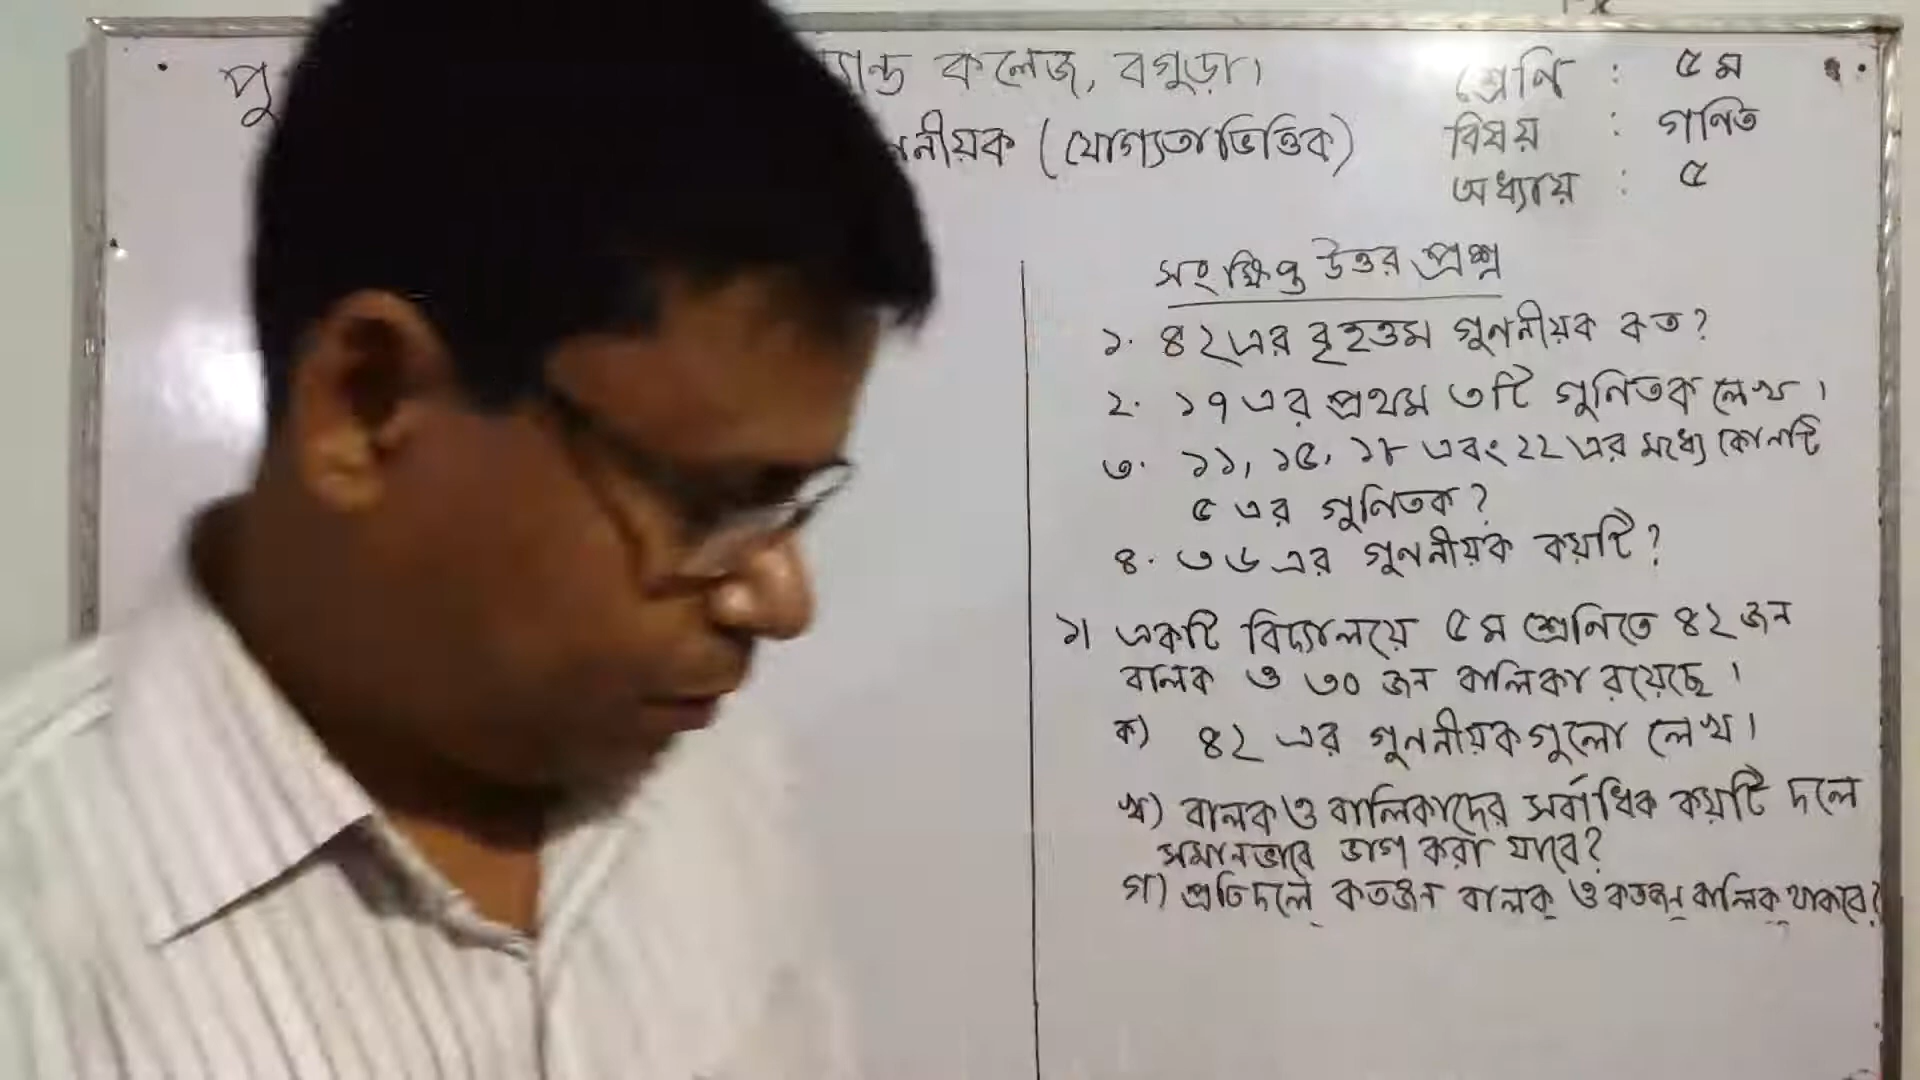 কলেজ, বগুড়া।
(যোগ্যতাভিত্তিক)
শ্রেণি : ৫ম
বিষয় : গণিত
অধ্যায় : ৫
সংক্ষিপ্ত উত্তর প্রশ্ন
১. ৪২ এর বৃহত্তম গুণনীয়ক কত?
২. ১৭ এর প্রথম ৩টি গুণিতক লেখ।
৩. ১১, ১৫, ১৮ এবং ২২ এর মধ্যে কোনটি
৫ এর গুণিতক?
৪. ৩৬ এর গুণনীয়ক কয়টি?
১। একটি বিদ্যালয়ে ৫ম শ্রেণিতে ৪২ জন
বালক ও ৩০ জন বালিকা রয়েছে।
ক) ৪২ এর গুণনীয়কগুলো লেখ।
খ) বালক ও বালিকাদের সর্বাধিক কয়টি দলে
সমানভাবে ভাগ করা যাবে?
গ) প্রতিদলে কতজন বালক ও কতজন বালিকা থাকবে?